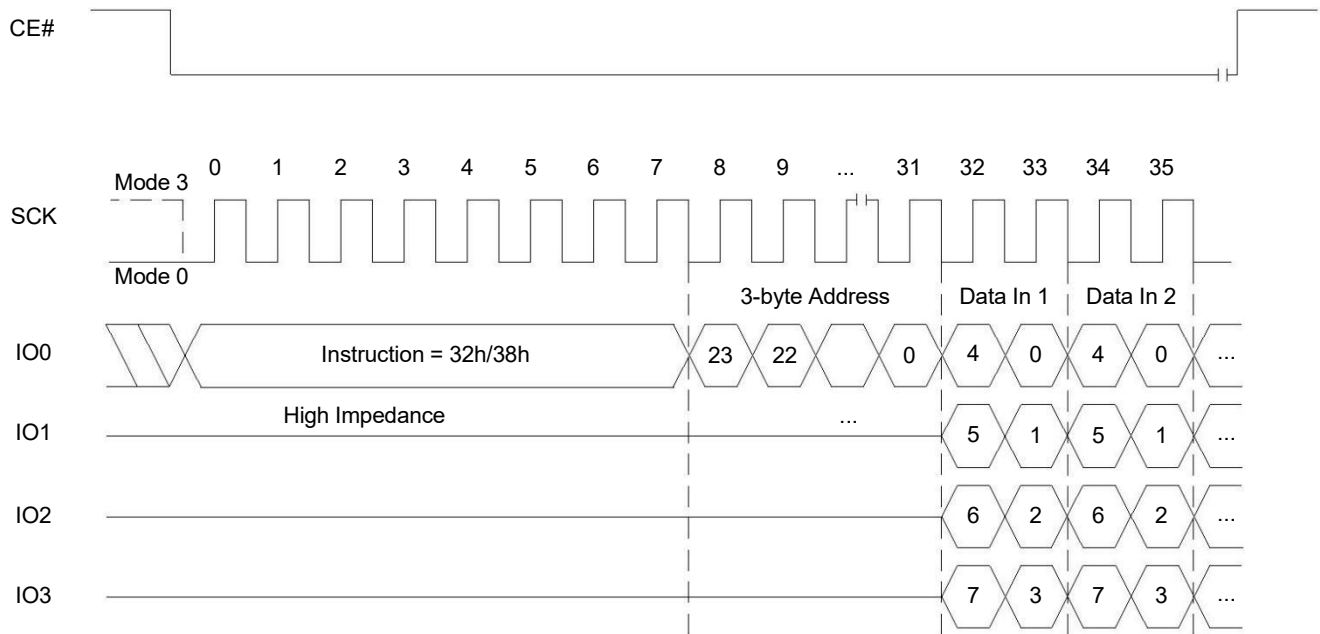 CE#
0 1 2 3 4 5 6 7 8 9 ... 31 32 33 34 35
Mode 3
SCK
Mode 0
3-byte Address Data In 1 Data In 2
IO0 Instruction = 32h/38h 23 22 0 4 0 4 0 ...
High Impedance ...
IO1 5 1 5 1 ...
IO2 6 2 6 2 ...
IO3 7 3 7 3 ...